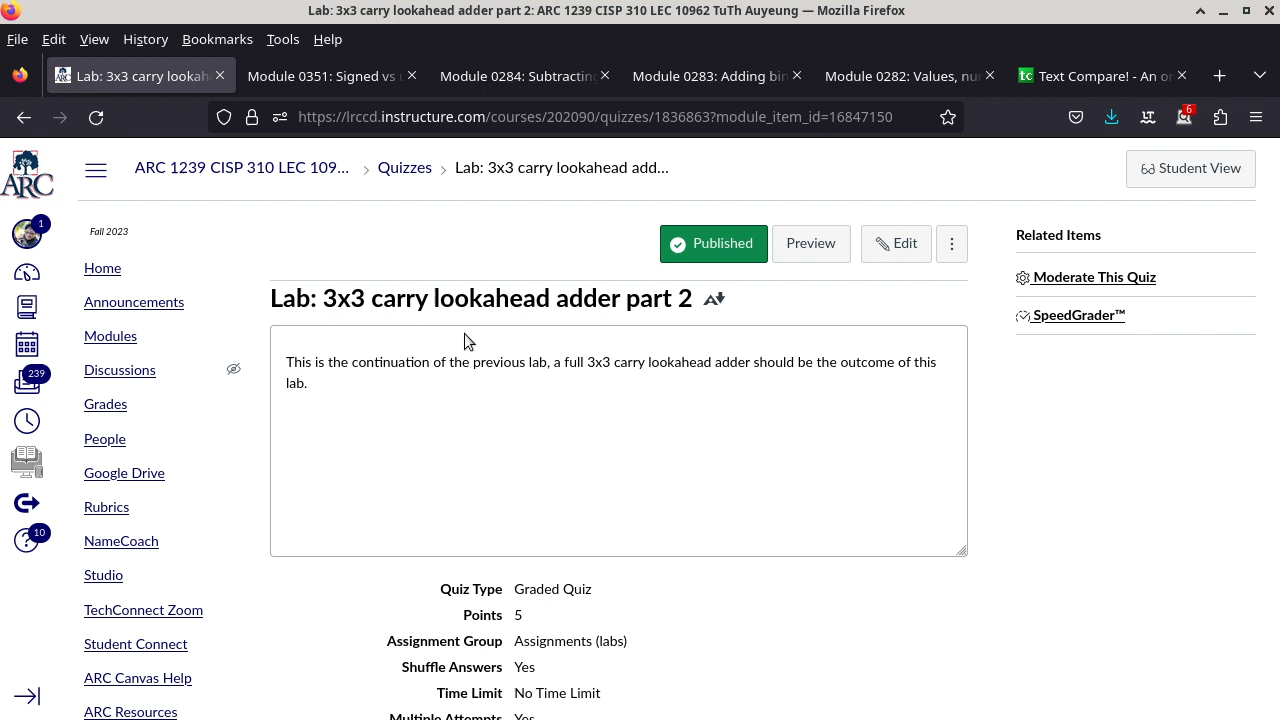 Lab: 3x3 carry lookahead adder part 2: ARC 1239 CISP 310 LEC 10962 TuTh Auyeung — Mozilla Firefox
File Edit View History Bookmarks Tools Help
Lab: 3x3 carry lookah Module 0351: Signed vs u Module 0284: Subtracting Module 0283: Adding bin Module 0282: Values, nu tc Text Compare! - An on
https://lrccd.instructure.com/courses/202090/quizzes/1836863?module_item_id=16847150 6
ARC
ARC 1239 CISP 310 LEC 109... > Quizzes > Lab: 3x3 carry lookahead add...
Student View
1
239
10
Fall 2023
Home
Announcements
Modules
Discussions
Grades
People
Google Drive
Rubrics
NameCoach
Studio
TechConnect Zoom
Student Connect
ARC Canvas Help
ARC Resources
Published Preview Edit
Lab: 3x3 carry lookahead adder part 2
This is the continuation of the previous lab, a full 3x3 carry lookahead adder should be the outcome of this
lab.
Quiz Type Graded Quiz
Points 5
Assignment Group Assignments (labs)
Shuffle Answers Yes
Time Limit No Time Limit
Multiple Attempts Yes
Related Items
Moderate This Quiz
SpeedGrader™